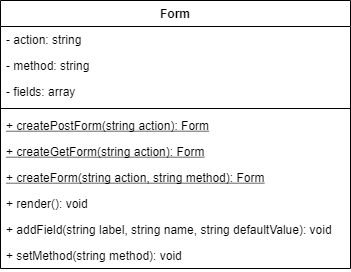 Form
- action: string
- method: string
- fields: array
+ createPostForm(string action): Form
+ createGetForm(string action): Form
+ createForm(string action, string method): Form
+ render(): void
+ addField(string label, string name, string defaultValue): void
+ setMethod(string method): void